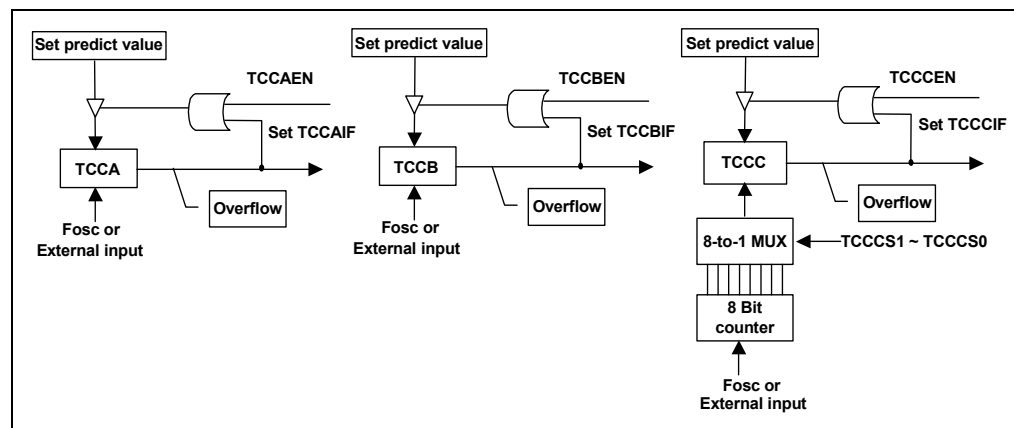 Set predict value
TCCAEN
Set TCCAIF
TCCA
Overflow
Fosc or
External input
Set predict value
TCCBEN
Set TCCBIF
TCCB
Overflow
Fosc or
External input
Set predict value
TCCCEN
Set TCCCIF
TCCC
Overflow
8-to-1 MUX
TCCCS1 ~ TCCCS0
8 Bit
counter
Fosc or
External input